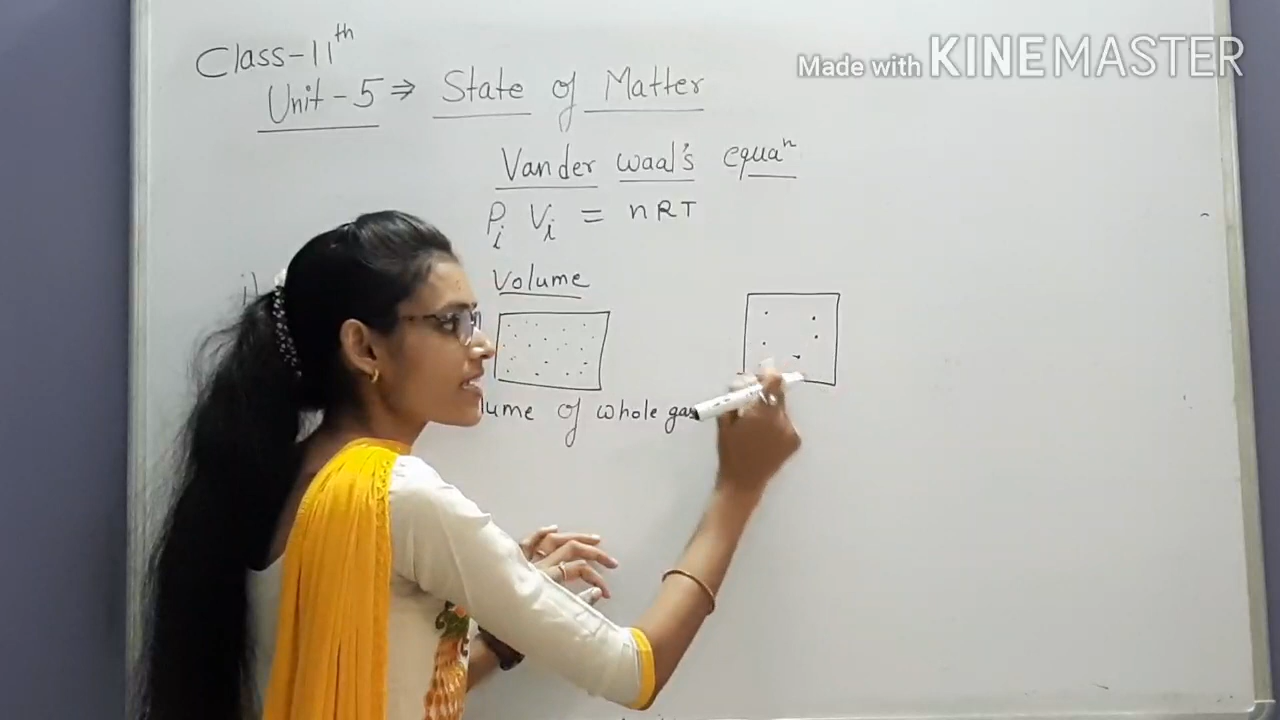 Class-11th
Made with KINEMASTER
Unit-5 ⇒ State of Matter
Vander waal's equaⁿ
Pi Vi = nRT
i)
Volume
lume of whole gas